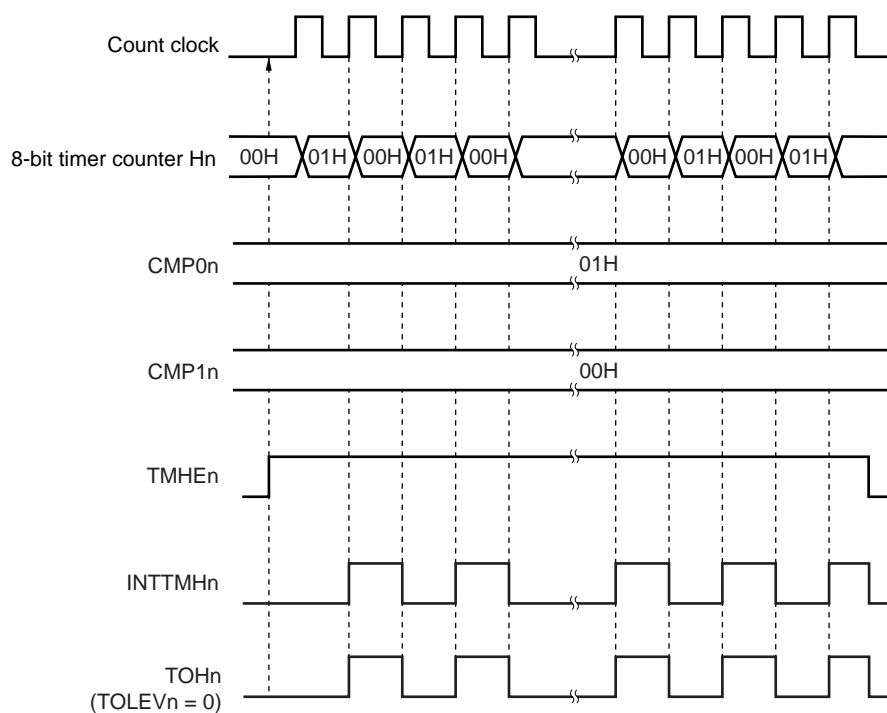 Count clock
8-bit timer counter Hn
00H 01H 00H 01H 00H 00H 01H 00H 01H
CMP0n
01H
CMP1n
00H
TMHEn
INTTMHn
TOHn
(TOLEVn = 0)